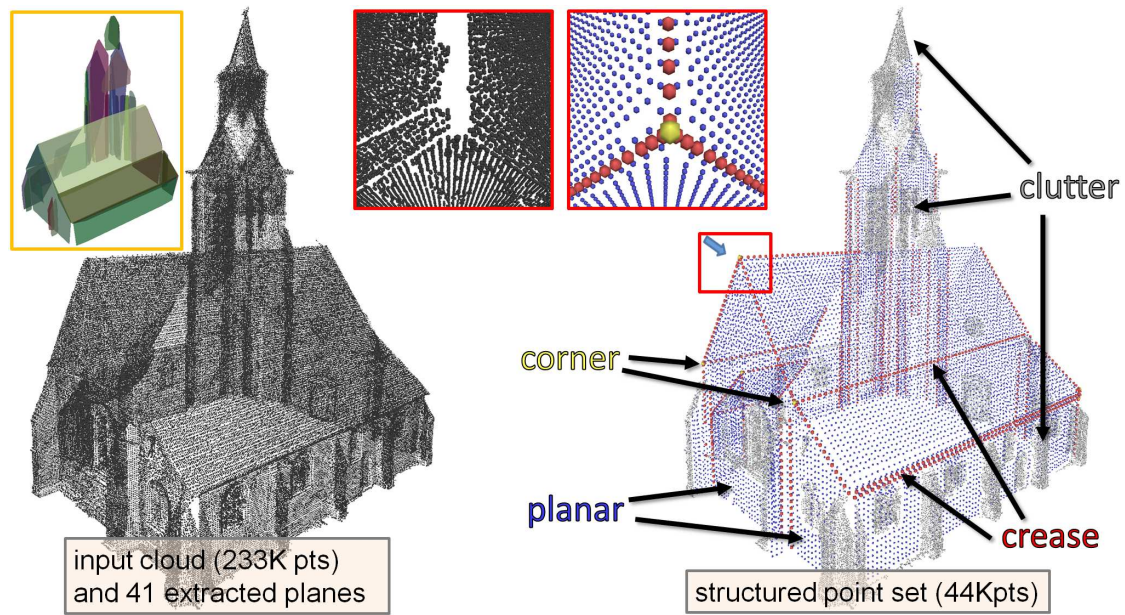 clutter
corner
planar
crease
input cloud (233K pts)
and 41 extracted planes
structured point set (44Kpts)